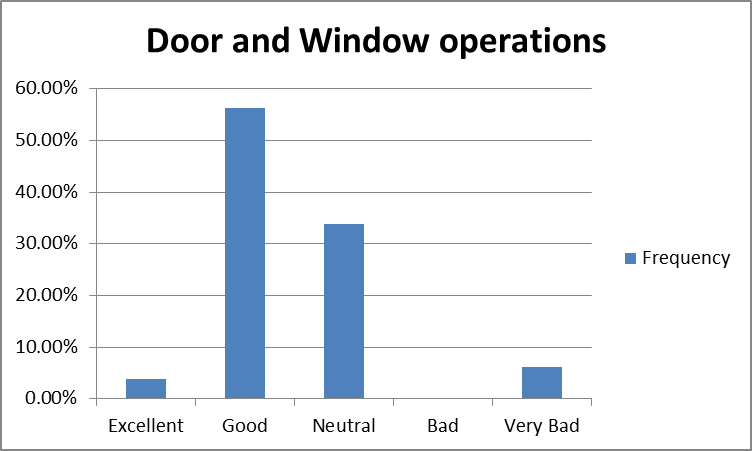 Door and Window operations
60.00%
50.00%
40.00%
30.00%
20.00%
10.00%
0.00%
Excellent Good Neutral Bad Very Bad
Frequency